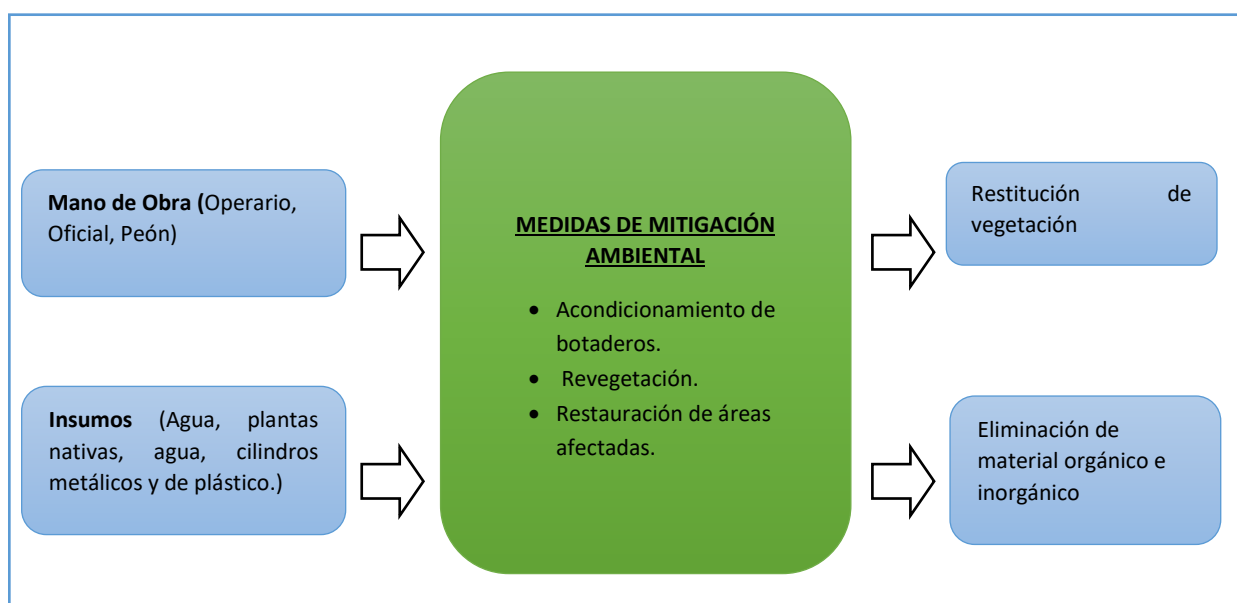 Mano de Obra (Operario,
Oficial, Peón)
Insumos (Agua, plantas
nativas, agua, cilindros
metálicos y de plástico.)
MEDIDAS DE MITIGACIÓN
AMBIENTAL
• Acondicionamiento de
botaderos.
• Revegetación.
• Restauración de áreas
afectadas.
Restitución de
vegetación
Eliminación de
material orgánico e
inorgánico